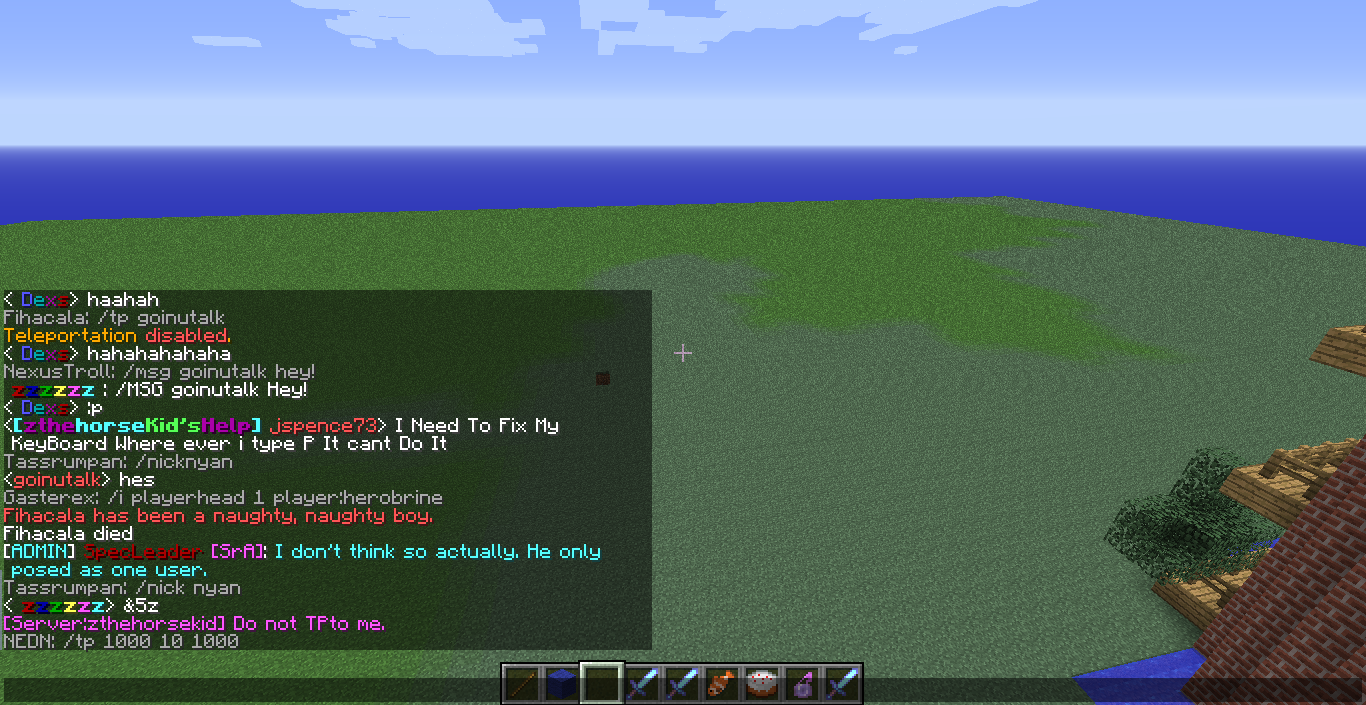 < Dexs> haahah
Fihacala: /tp goinutalk
Teleportation disabled.
< Dexs> hahahahahaha
NexusTroll: /msg goinutalk hey!
zzzzzz : /MSG goinutalk Hey!
< Dexs> :p
<[zthehorseKid'sHelp] jspence73> I Need To Fix My
KeyBoard Where ever i type P It cant Do It
Tassrumpan: /nicknyan
<goinutalk> hes
Gasterex: /i playerhead 1 player:herobrine
Fihacala has been a naughty, naughty boy.
Fihacala died
[ADMIN] SpecLeader [SrA]: I don't think so actually. He only
posed as one user.
Tassrumpan: /nick nyan
< zzzzzz> &5z
[Server:zthehorsekid] Do not TPto me.
NEDN: /tp 1000 10 1000